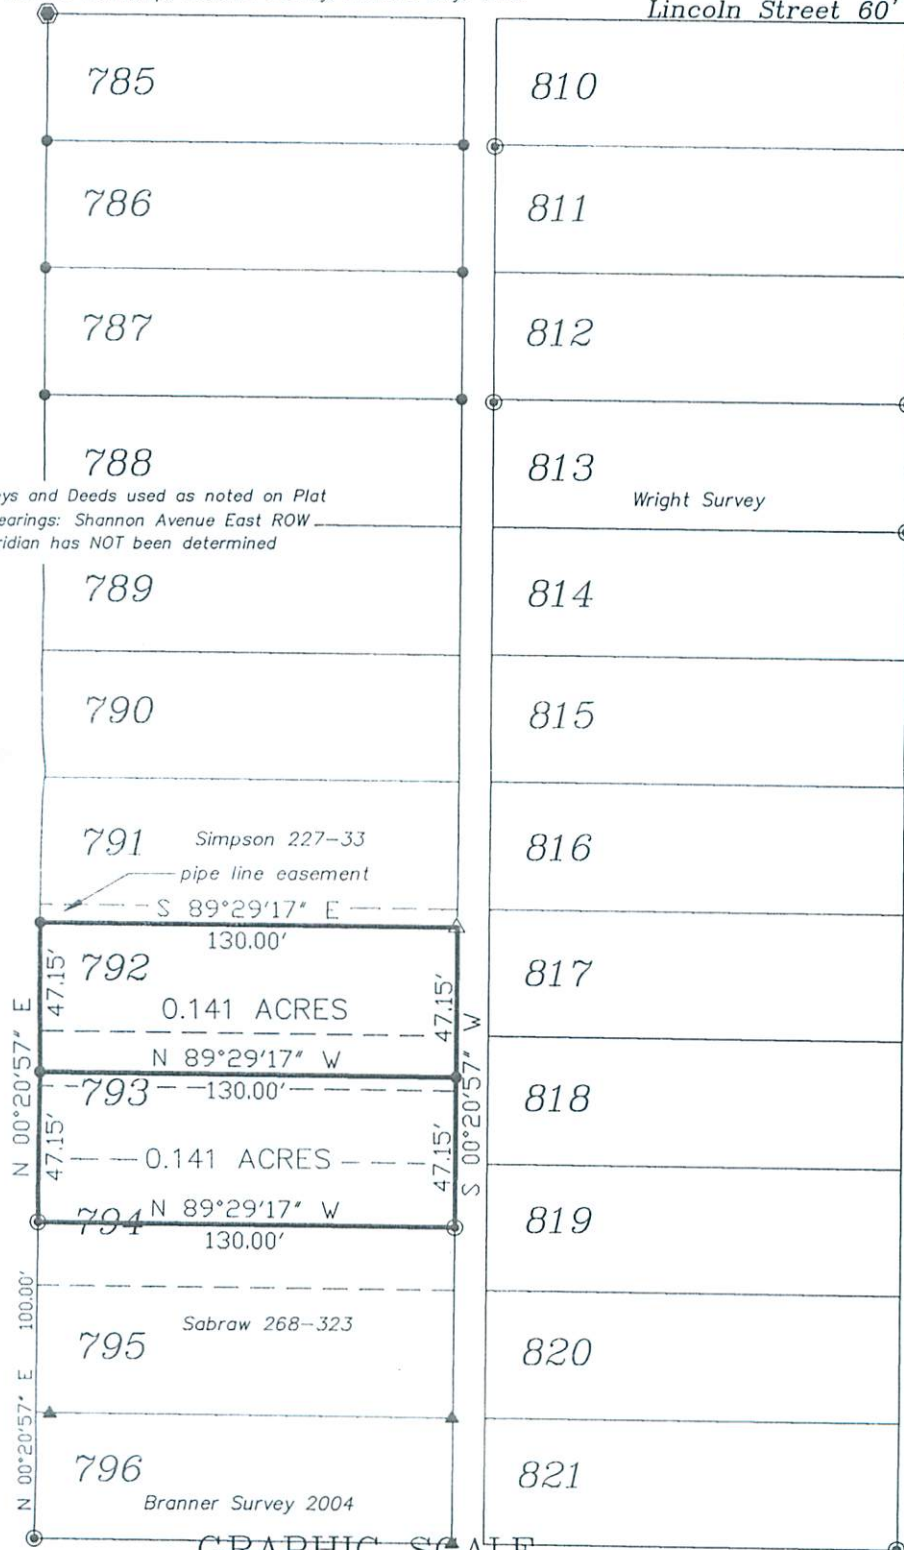 Lincoln Street 60'
785
810
786
811
787
812
788
813
ys and Deeds used as noted on Plat
Wright Survey
earings: Shannon Avenue East ROW
ridian has NOT been determined
789
814
790
815
791
Simpson 227-33
816
pipe line easement
S 89°29'17" E
130.00'
792
817
47.15'
47.15'
0.141 ACRES
N 00°20'57" E
S 00°20'57" W
N 89°29'17" W
793
130.00'
818
47.15'
47.15'
0.141 ACRES
794
N 89°29'17" W
819
130.00'
100.00'
Sabraw 268-323
795
820
N 00°20'57" E
796
821
Branner Survey 2004
GRAPHIC SCALE